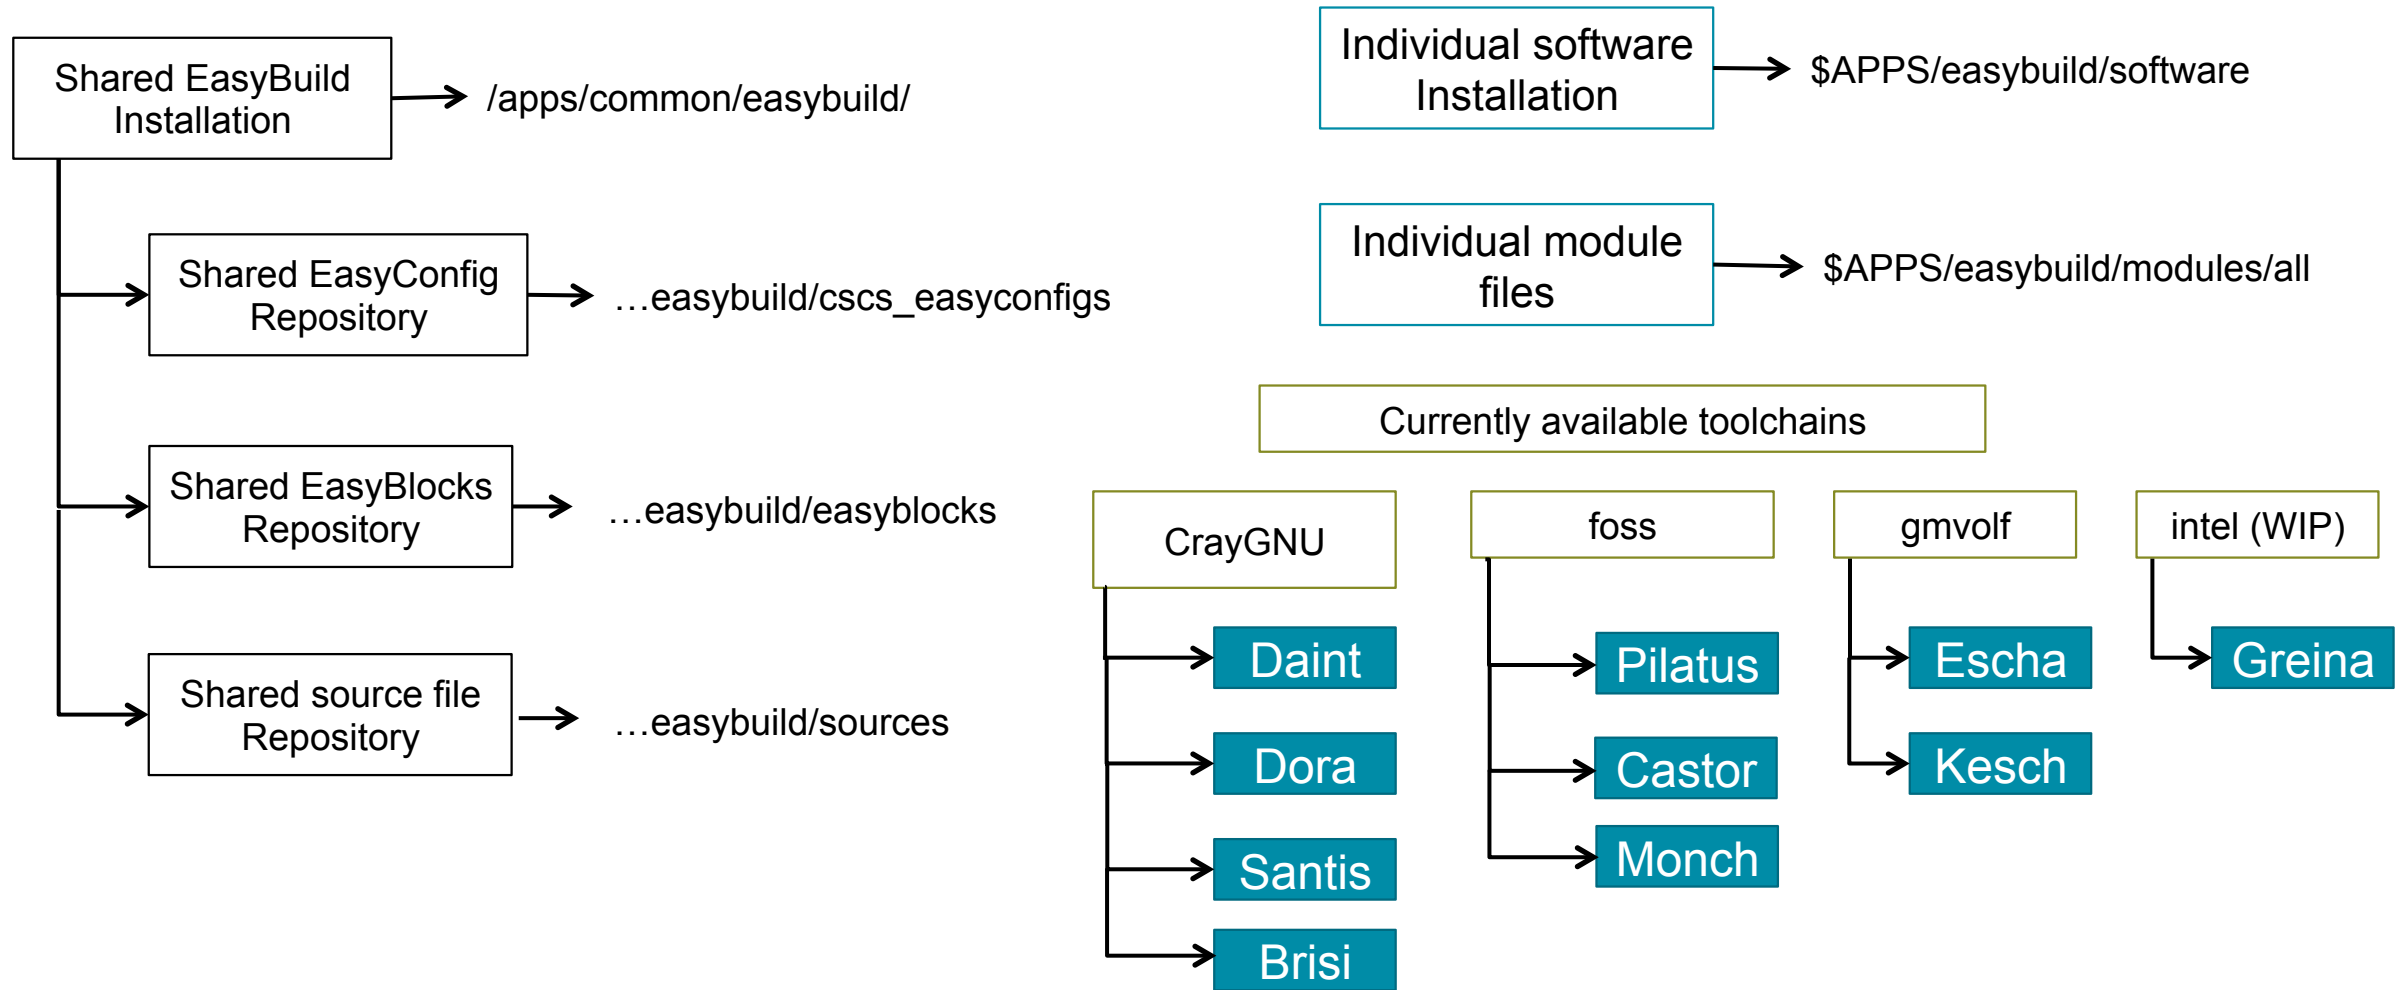 Shared EasyBuild
Installation
/apps/common/easybuild/
Shared EasyConfig
Repository
…easybuild/cscs_easyconfigs
Shared EasyBlocks
Repository
…easybuild/easyblocks
Shared source file
Repository
…easybuild/sources
Individual software
Installation
$APPS/easybuild/software
Individual module
files
$APPS/easybuild/modules/all
Currently available toolchains
CrayGNU
Daint
Dora
Santis
Brisi
foss
Pilatus
Castor
Monch
gmvolf
Escha
Kesch
intel (WIP)
Greina